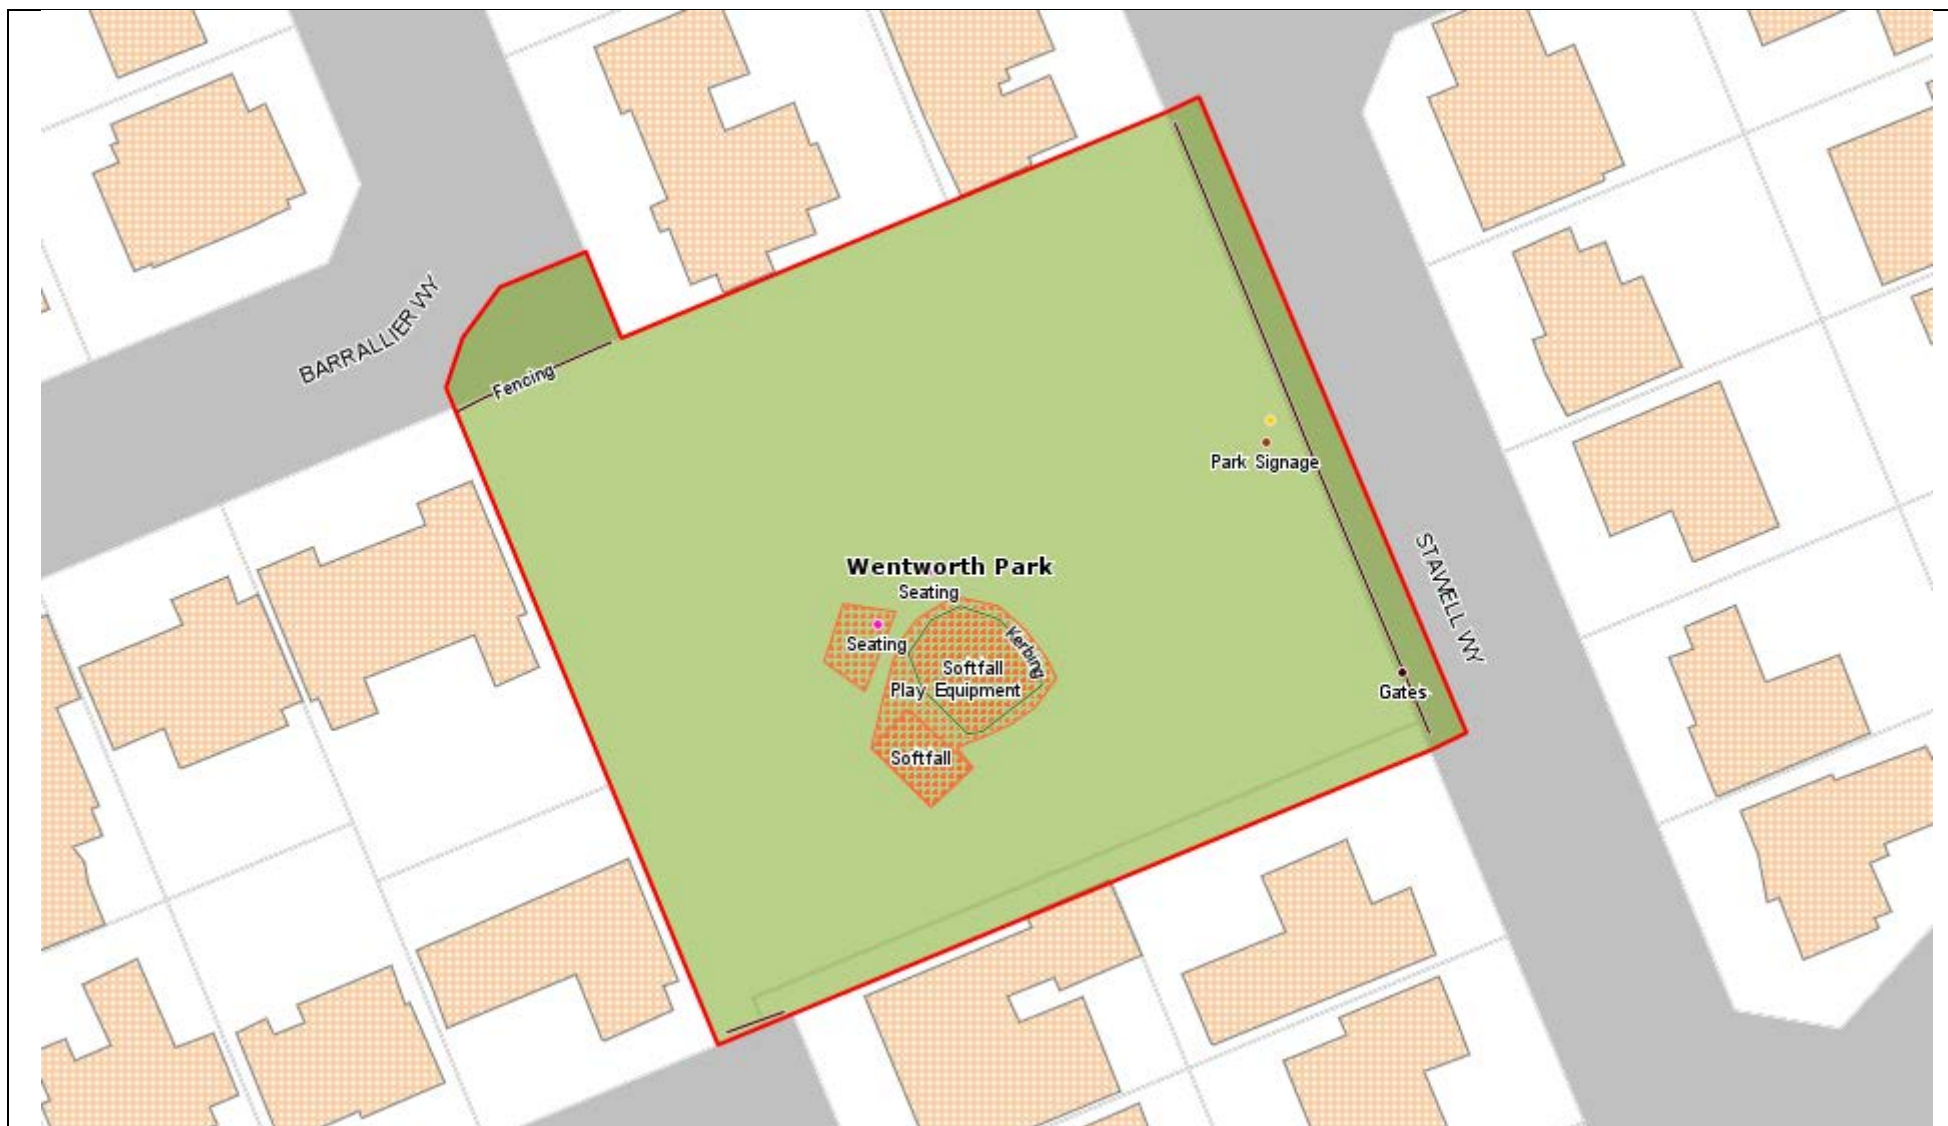 BARRALLIER WY
Fencing
Park Signage
STAWELL WY
Wentworth Park
Seating
Seating
Kerbing
Softfall
Play Equipment
Gates
Softfall